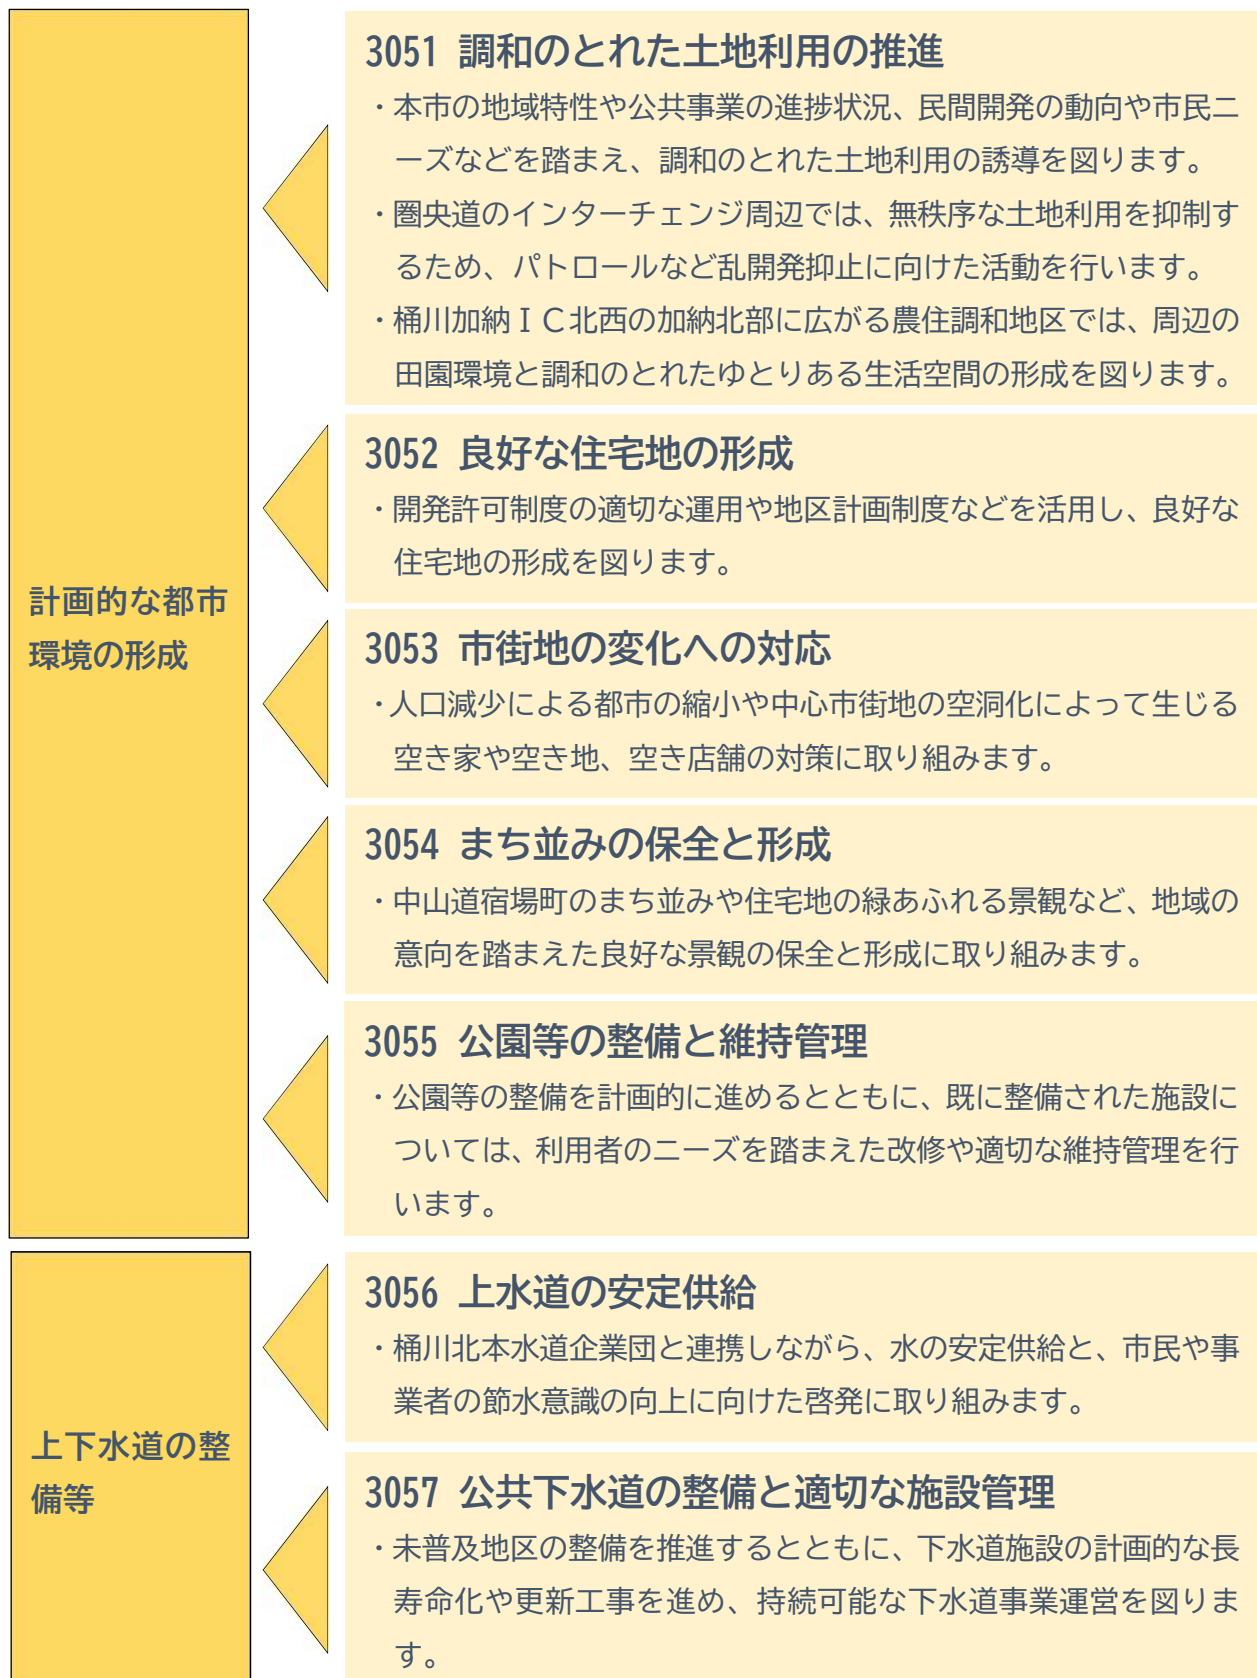 計画的な都市
環境の形成
3051 調和のとれた土地利用の推進
・本市の地域特性や公共事業の進捗状況、民間開発の動向や市民ニ
ーズなどを踏まえ、調和のとれた土地利用の誘導を図ります。
・圏央道のインターチェンジ周辺では、無秩序な土地利用を抑制す
るため、パトロールなど乱開発抑止に向けた活動を行います。
・桶川加納ＩＣ北西の加納北部に広がる農住調和地区では、周辺の
田園環境と調和のとれたゆとりある生活空間の形成を図ります。
3052 良好な住宅地の形成
・開発許可制度の適切な運用や地区計画制度などを活用し、良好な
住宅地の形成を図ります。
3053 市街地の変化への対応
・人口減少による都市の縮小や中心市街地の空洞化によって生じる
空き家や空き地、空き店舗の対策に取り組みます。
3054 まち並みの保全と形成
・中山道宿場町のまち並みや住宅地の緑あふれる景観など、地域の
意向を踏まえた良好な景観の保全と形成に取り組みます。
3055 公園等の整備と維持管理
・公園等の整備を計画的に進めるとともに、既に整備された施設に
ついては、利用者のニーズを踏まえた改修や適切な維持管理を行
います。
上下水道の整
備等
3056 上水道の安定供給
・桶川北本水道企業団と連携しながら、水の安定供給と、市民や事
業者の節水意識の向上に向けた啓発に取り組みます。
3057 公共下水道の整備と適切な施設管理
・未普及地区の整備を推進するとともに、下水道施設の計画的な長
寿命化や更新工事を進め、持続可能な下水道事業運営を図りま
す。